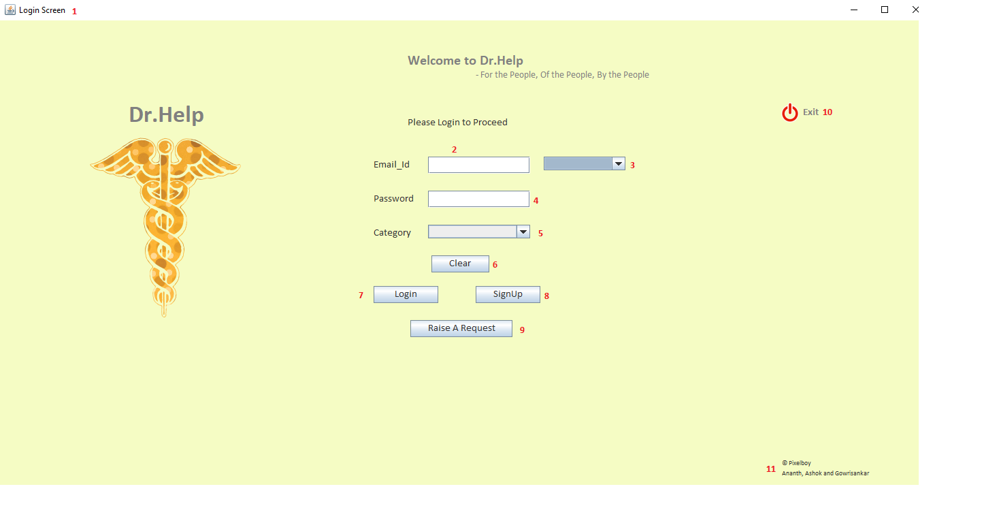 Login Screen 1
Welcome to Dr.Help
- For the People, Of the People, By the People
Dr.Help
Exit 10
Please Login to Proceed
2
Email_Id 3
Password 4
Category 5
Clear 6
7 Login SignUp 8
Raise A Request 9
© Pixelboy
11 Ananth, Ashok and Gowrisankar